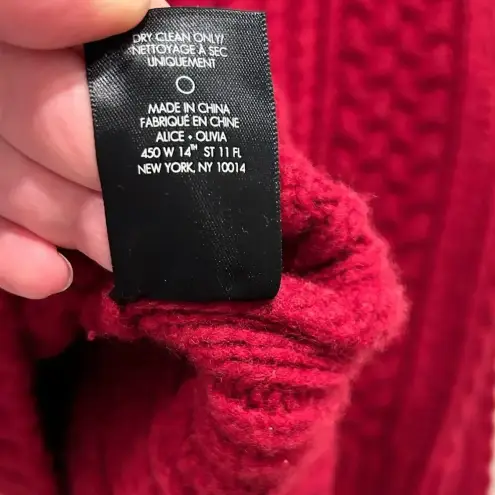 DRY CLEAN ONLY/
NETTOYAGE À SEC
UNIQUEMENT
MADE IN CHINA
FABRIQUÉ EN CHINE
ALICE + OLIVIA
450 W 14TH ST 11 FL
NEW YORK, NY 10014